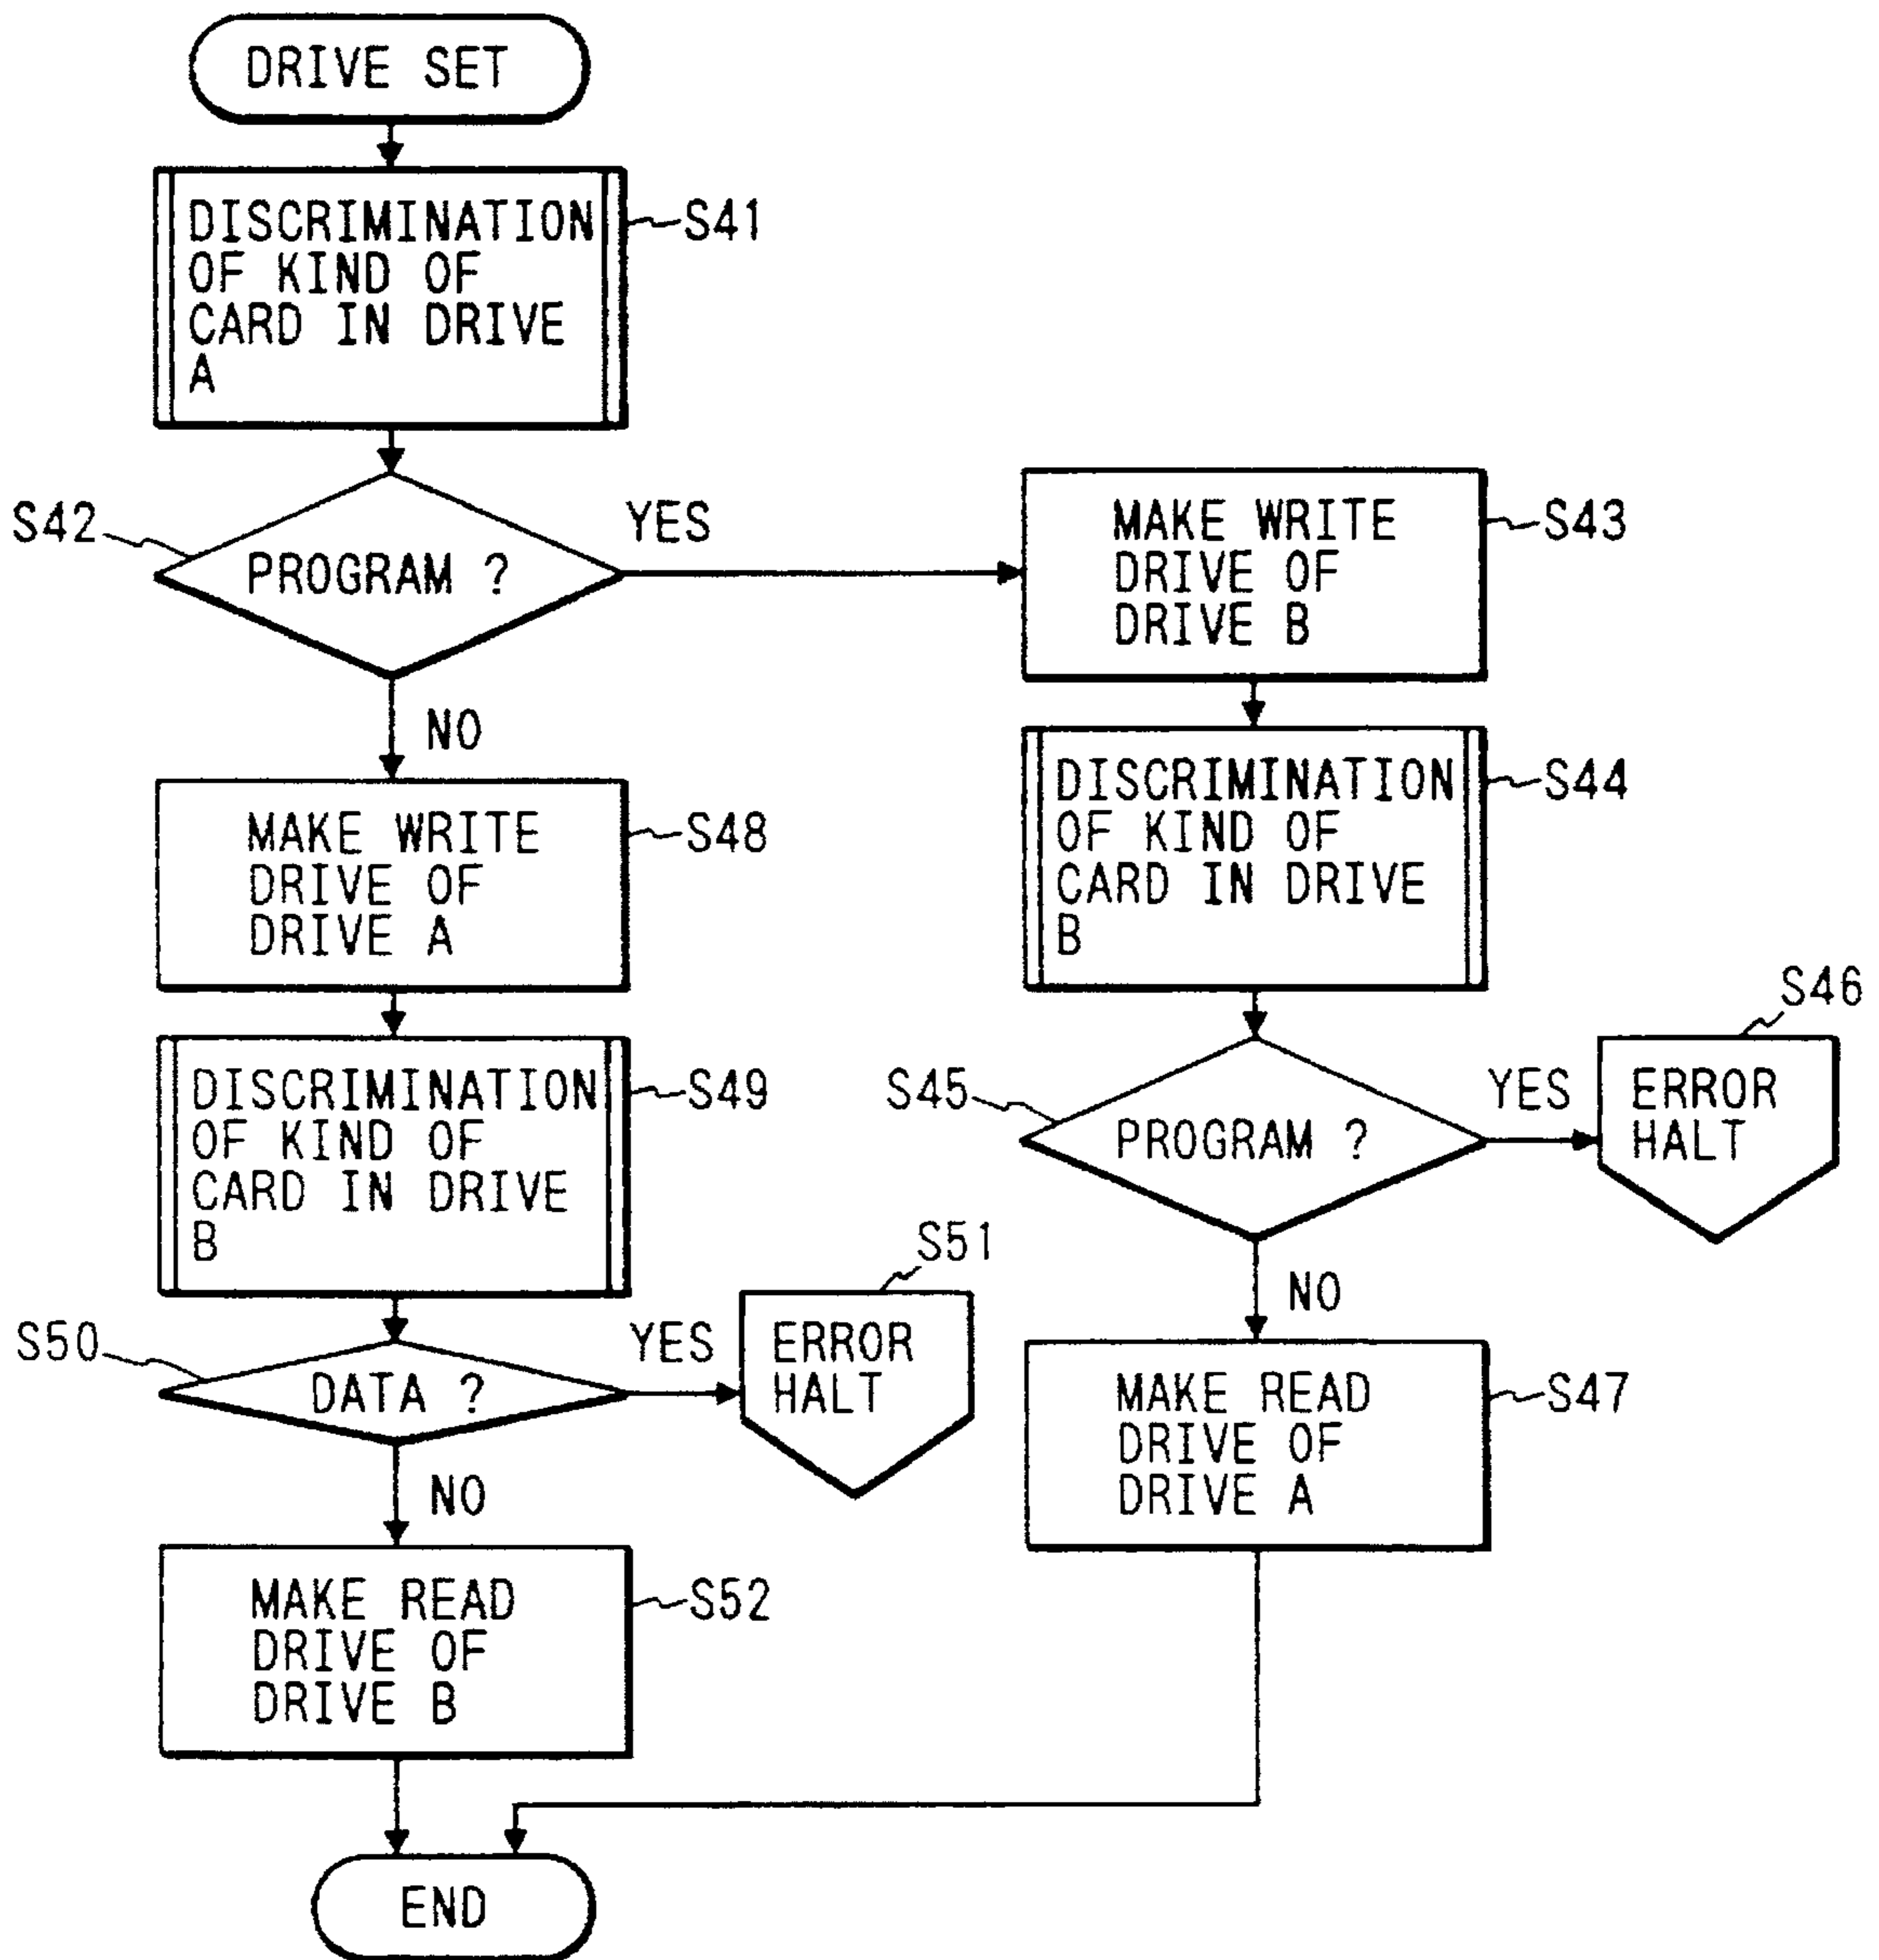 DRIVE SET
DISCRIMINATION
OF KIND OF
CARD IN DRIVE
A
S41
S42
PROGRAM ?
YES
NO
MAKE WRITE
DRIVE OF
DRIVE B
S43
DISCRIMINATION
OF KIND OF
CARD IN DRIVE
B
S44
S45
PROGRAM ?
YES
NO
S46
ERROR
HALT
MAKE READ
DRIVE OF
DRIVE A
S47
MAKE WRITE
DRIVE OF
DRIVE A
S48
DISCRIMINATION
OF KIND OF
CARD IN DRIVE
B
S49
S50
DATA ?
YES
NO
S51
ERROR
HALT
MAKE READ
DRIVE OF
DRIVE B
S52
END